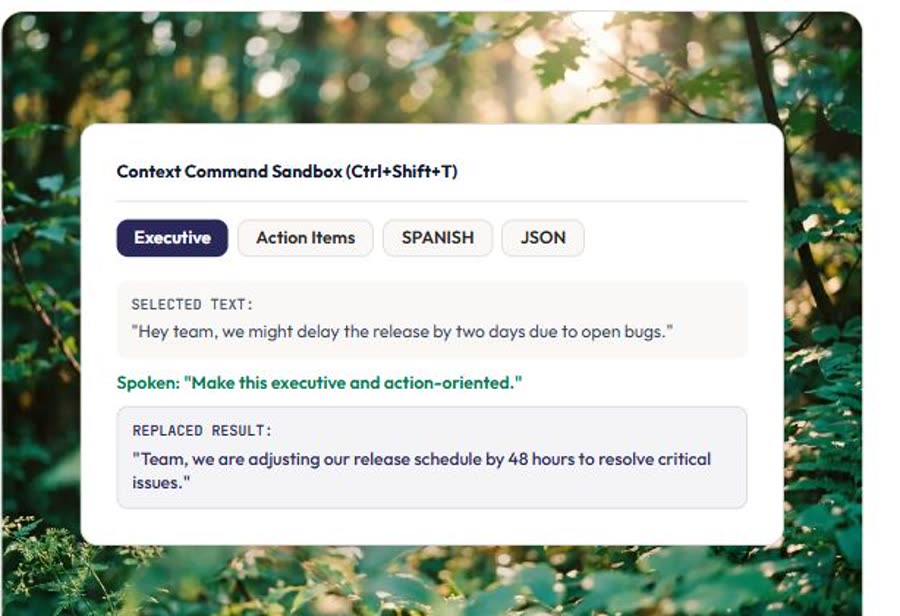 Context Command Sandbox (Ctrl+Shift+T)
Executive
Action Items
SPANISH
JSON
SELECTED TEXT:
"Hey team, we might delay the release by two days due to open bugs."
Spoken: "Make this executive and action-oriented."
REPLACED RESULT:
"Team, we are adjusting our release schedule by 48 hours to resolve critical
issues."